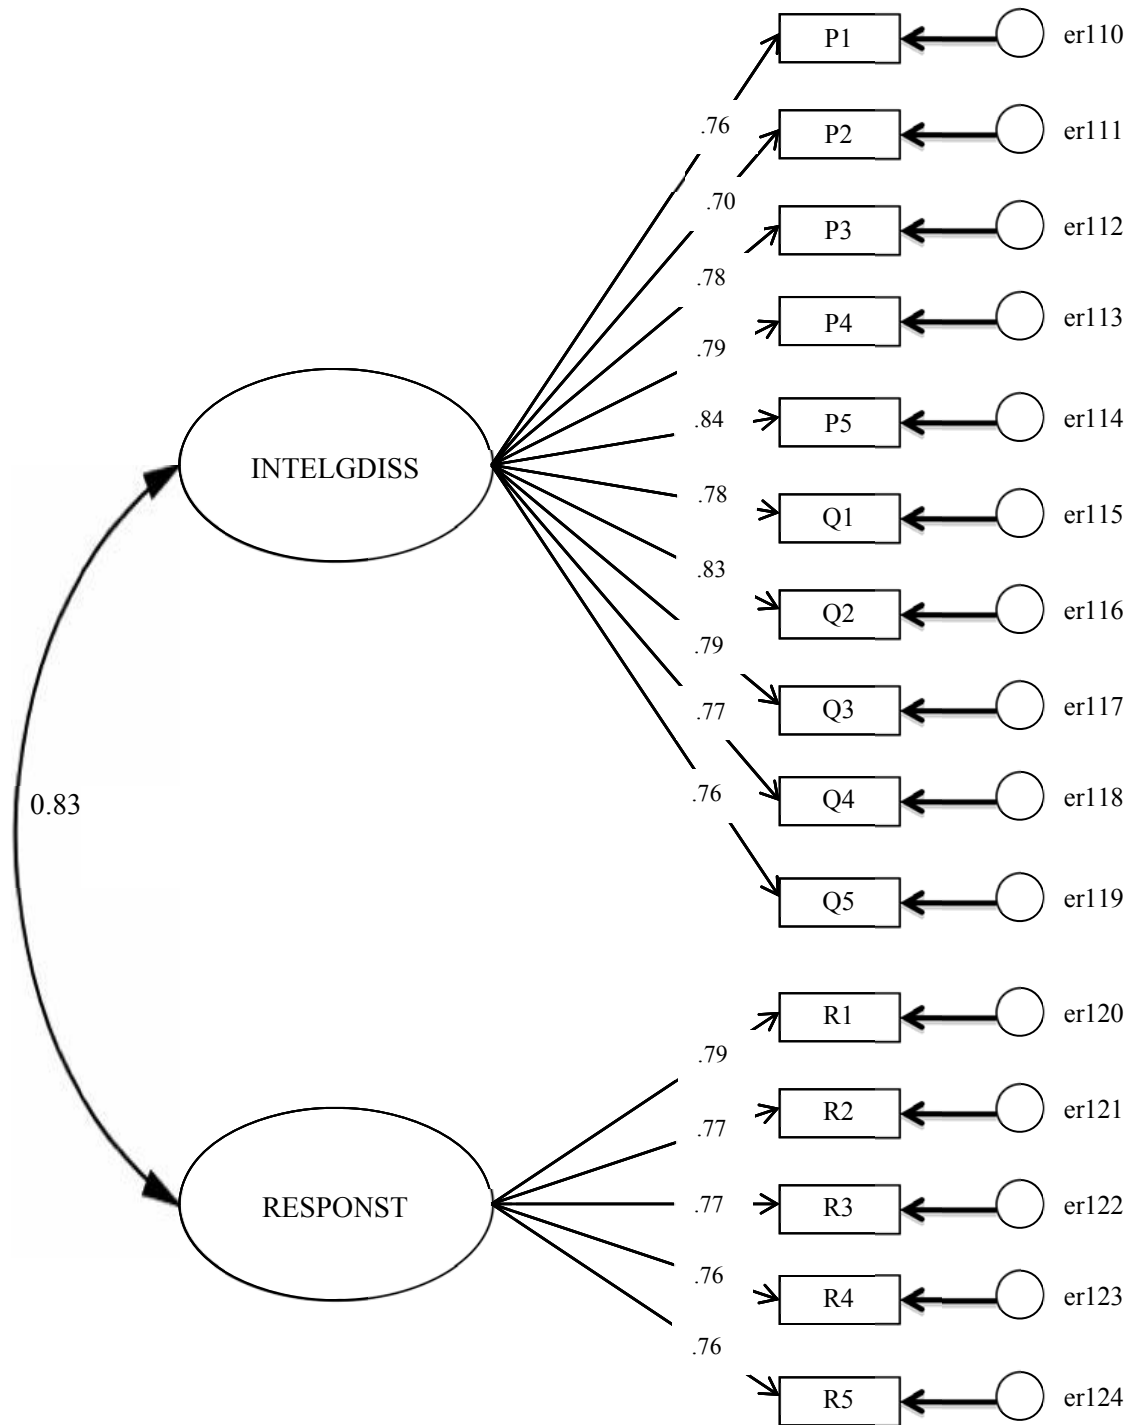 P1 er110
.76
P2 er111
.70
P3 er112
.78
P4 er113
.79
P5 er114
.84
INTELGDISS
.78
Q1 er115
.83
Q2 er116
.79
Q3 er117
.77
Q4 er118
.76
0.83
Q5 er119
R1 er120
.79
R2 er121
.77
R3 er122
.77
RESPONST
.76
R4 er123
.76
R5 er124